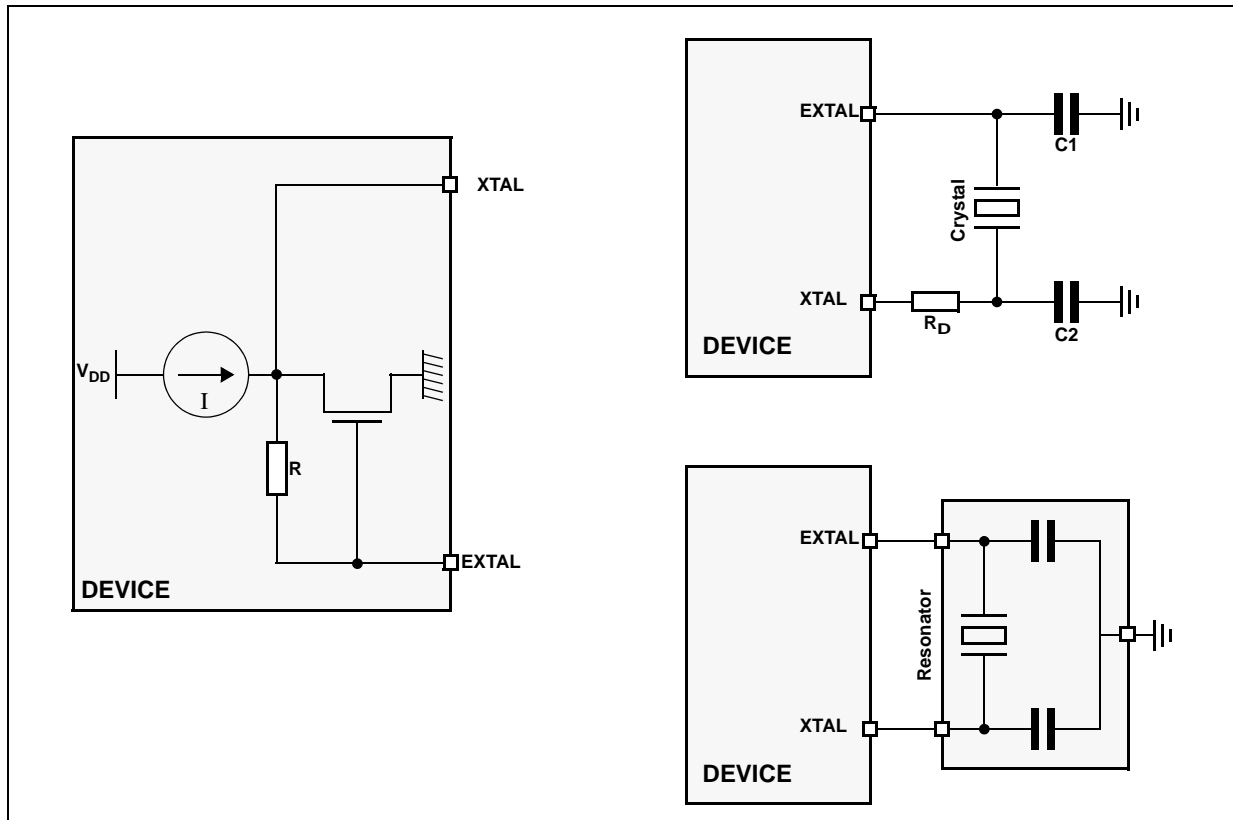 XTAL
VDD
I
R
EXTAL
DEVICE
EXTAL
C1
Crystal
XTAL
RD
C2
DEVICE
EXTAL
Resonator
XTAL
DEVICE